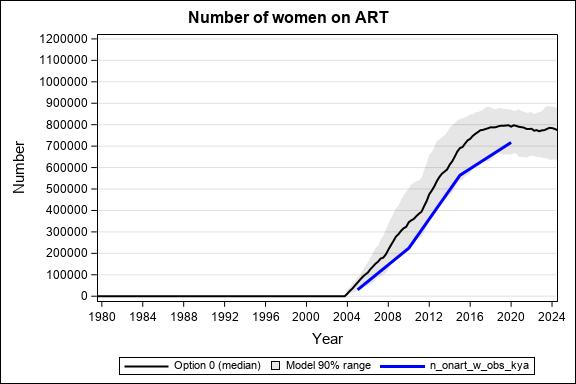 Number of women on ART
1200000
1100000
1000000
900000
800000
700000
600000
500000
400000
300000
200000
100000
0
Number
1980 1984 1988 1992 1996 2000 2004 2008 2012 2016 2020 2024
Year
Option 0 (median) Model 90% range n_onart_w_obs_kya